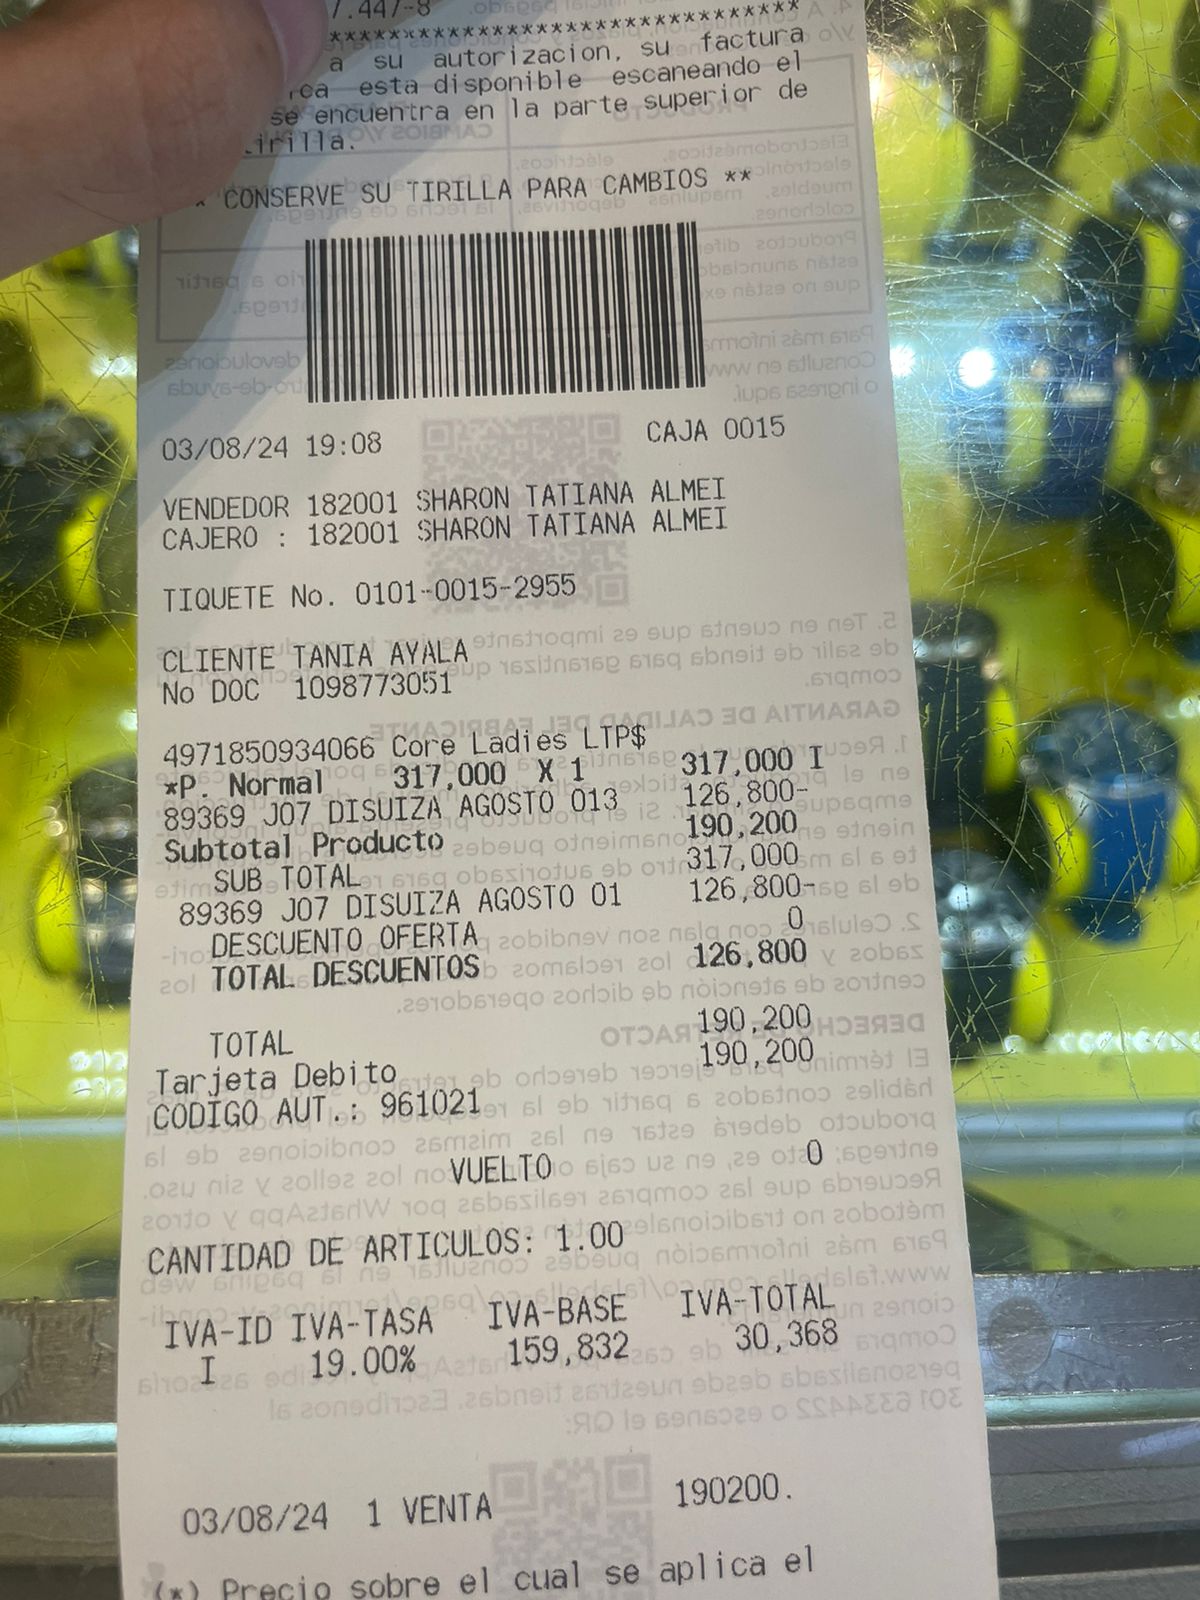 7.447-8
****************************************
a su autorizacion, su factura
esta disponible escaneando el
se encuentra en la parte superior de
tirilla.
* CONSERVE SU TIRILLA PARA CAMBIOS **
03/08/24 19:08 CAJA 0015
VENDEDOR 182001 SHARON TATIANA ALMEI
CAJERO : 182001 SHARON TATIANA ALMEI
TIQUETE No. 0101-0015-2955
CLIENTE TANIA AYALA
No DOC 1098773051
4971850934066 Core Ladies LTP$
*P. Normal 317,000 X 1 317,000 I
89369 J07 DISUIZA AGOSTO 013 126,800-
Subtotal Producto 190,200
SUB TOTAL 317,000
89369 J07 DISUIZA AGOSTO 01 126,800-
DESCUENTO OFERTA 0
TOTAL DESCUENTOS 126,800
TOTAL 190,200
Tarjeta Debito 190,200
CODIGO AUT.: 961021
VUELTO 0
CANTIDAD DE ARTICULOS: 1.00
IVA-ID IVA-TASA IVA-BASE IVA-TOTAL
I 19.00% 159,832 30,368
03/08/24 1 VENTA 190200.
(*) Precio sobre el cual se aplica el